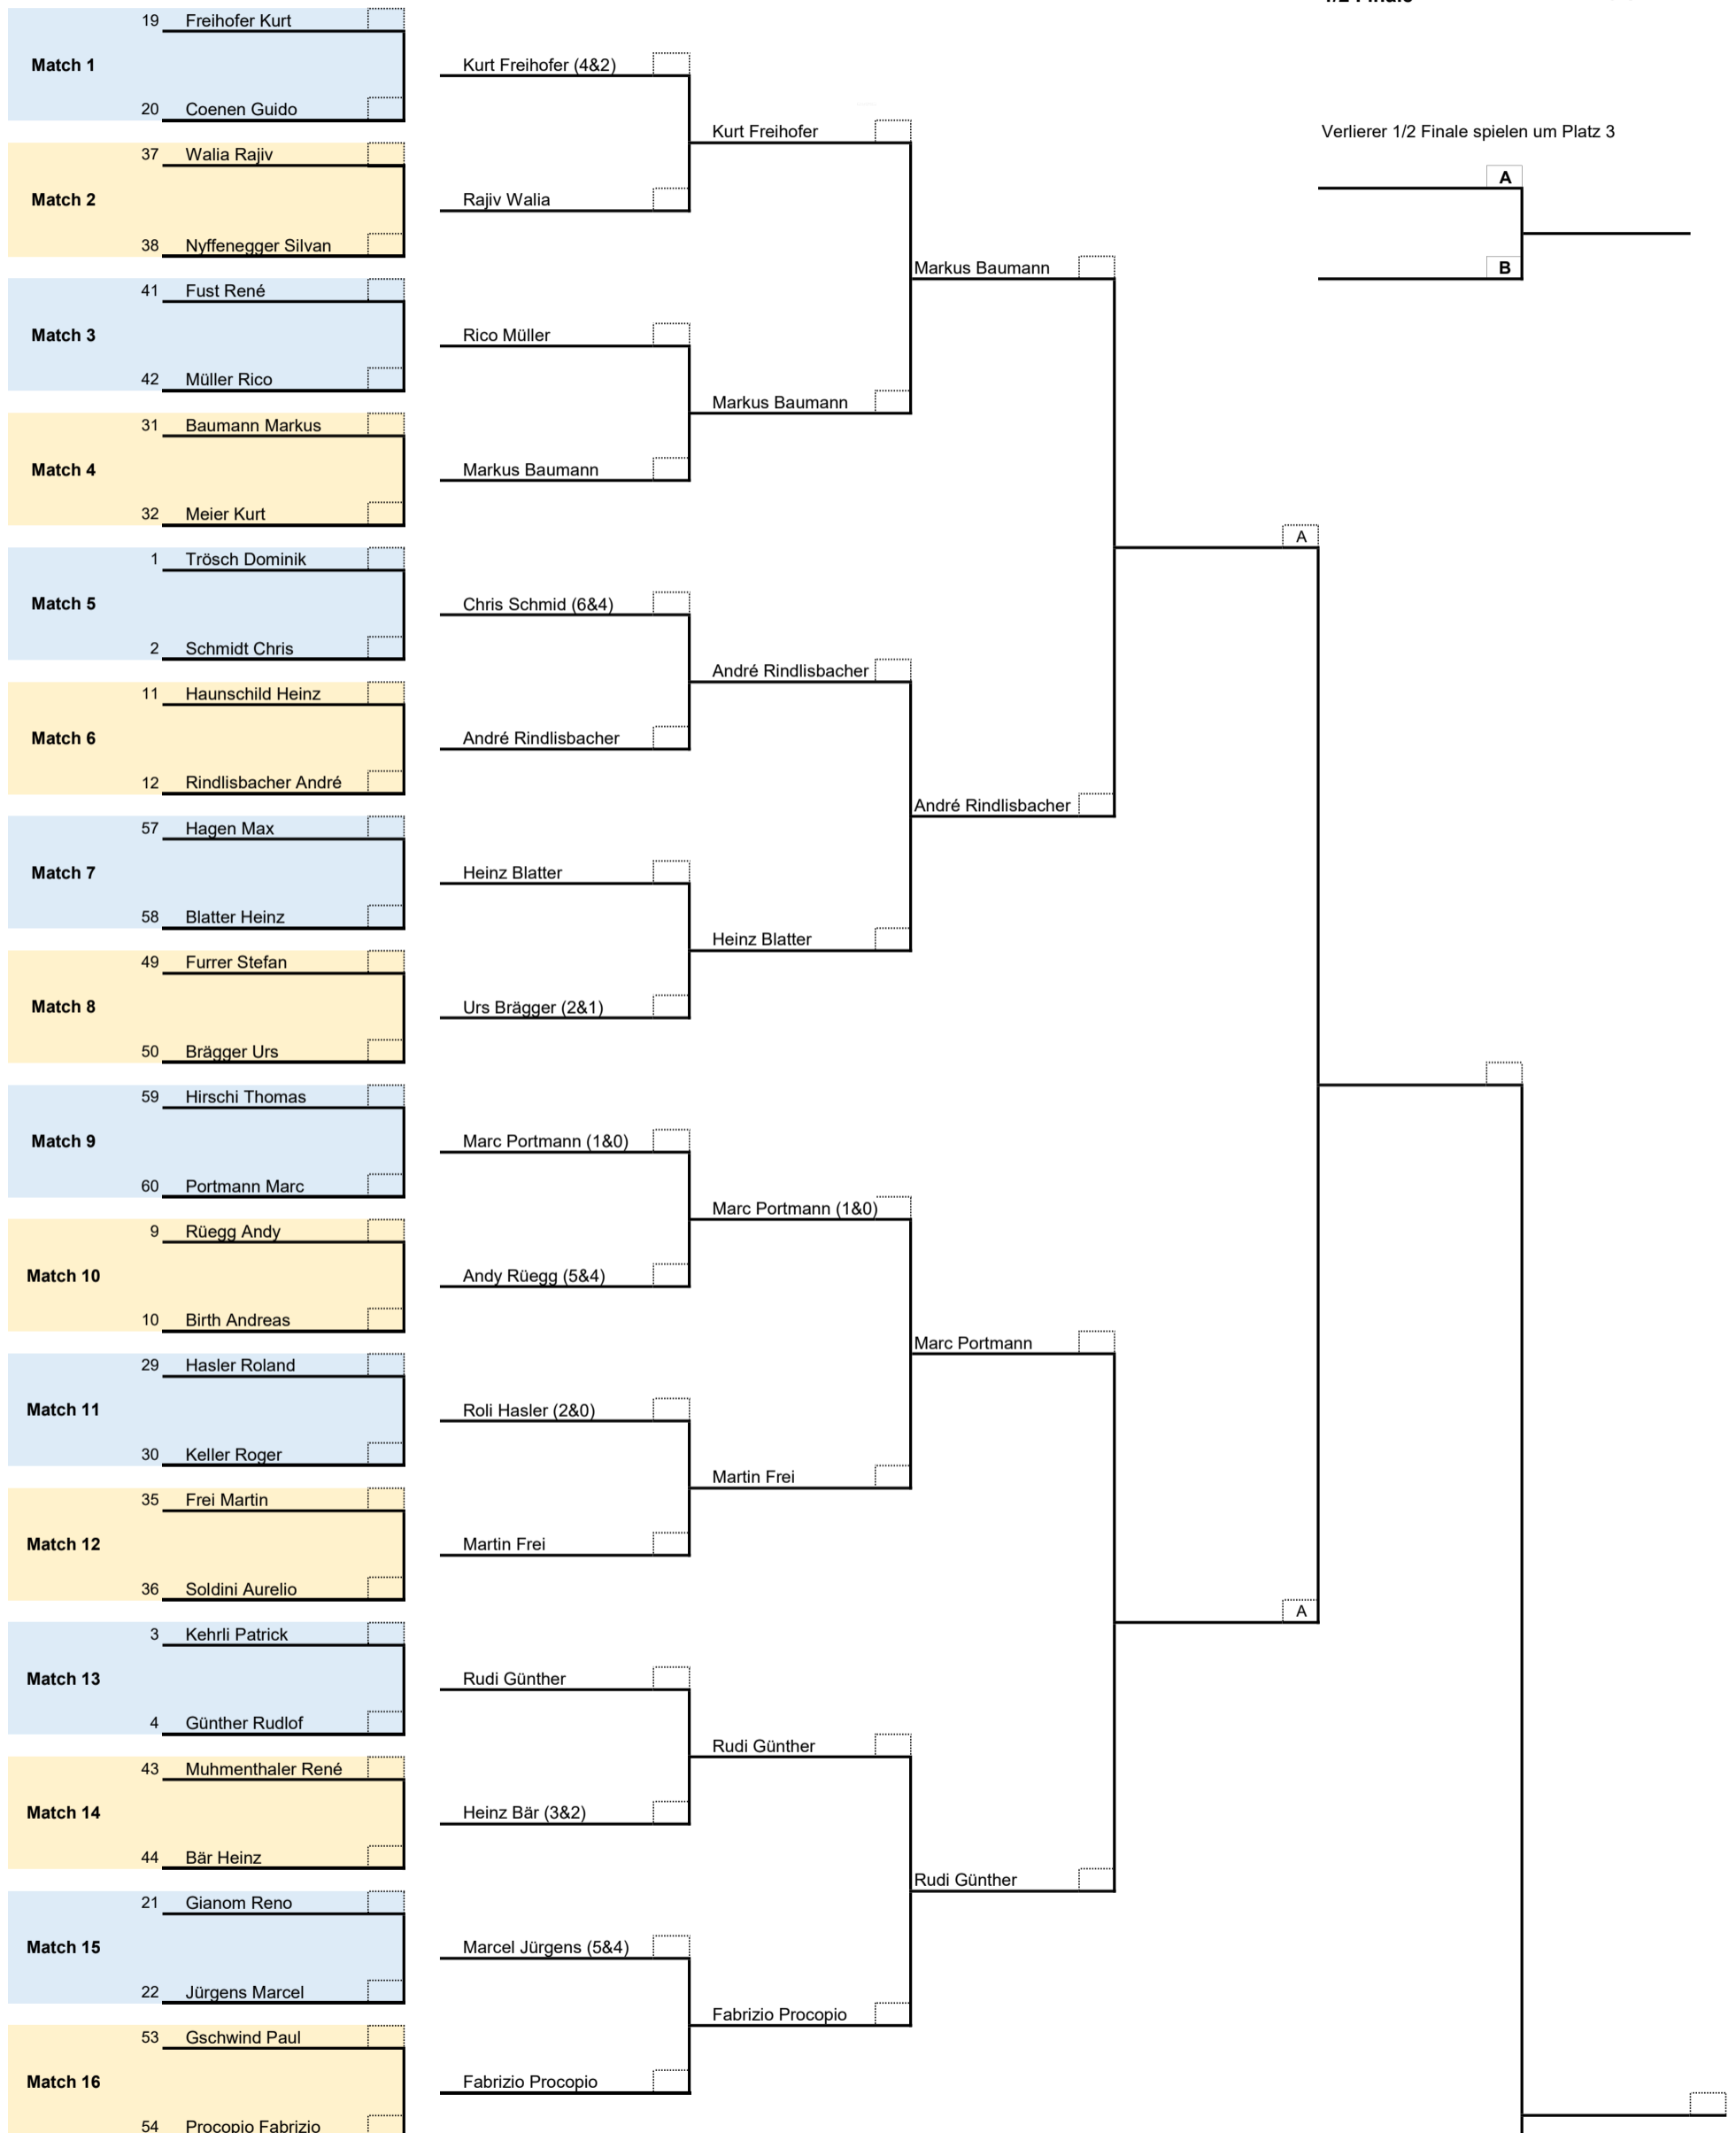 19 Freihofer Kurt
Match 1
Kurt Freihofer (4&2)
20 Coenen Guido
Kurt Freihofer
Verlierer 1/2 Finale spielen um Platz 3
37 Walia Rajiv
A
Match 2
Rajiv Walia
38 Nyffenegger Silvan
Markus Baumann
B
41 Fust René
Match 3
Rico Müller
42 Müller Rico
Markus Baumann
31 Baumann Markus
Match 4
Markus Baumann
32 Meier Kurt
A
1 Trösch Dominik
Match 5
Chris Schmid (6&4)
2 Schmidt Chris
André Rindlisbacher
11 Haunschild Heinz
Match 6
André Rindlisbacher
12 Rindlisbacher André
André Rindlisbacher
57 Hagen Max
Match 7
Heinz Blatter
58 Blatter Heinz
Heinz Blatter
49 Furrer Stefan
Match 8
Urs Brägger (2&1)
50 Brägger Urs
59 Hirschi Thomas
Match 9
Marc Portmann (1&0)
60 Portmann Marc
Marc Portmann (1&0)
9 Rüegg Andy
Match 10
Andy Rüegg (5&4)
10 Birth Andreas
Marc Portmann
29 Hasler Roland
Match 11
Roli Hasler (2&0)
30 Keller Roger
Martin Frei
35 Frei Martin
Match 12
Martin Frei
36 Soldini Aurelio
A
3 Kehrli Patrick
Match 13
Rudi Günther
4 Günther Rudlof
Rudi Günther
43 Muhmenthaler René
Match 14
Heinz Bär (3&2)
44 Bär Heinz
Rudi Günther
21 Gianom Reno
Match 15
Marcel Jürgens (5&4)
22 Jürgens Marcel
Fabrizio Procopio
53 Gschwind Paul
Match 16
Fabrizio Procopio
54 Procopio Fabrizio